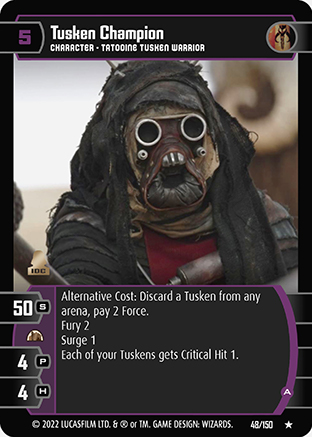 5
Tusken Champion
CHARACTER - TATOOINE TUSKEN WARRIOR
IDC
50 S
4 P
4 H
Alternative Cost: Discard a Tusken from any
arena, pay 2 Force.
Fury 2
Surge 1
Each of your Tuskens gets Critical Hit 1.
A
© 2022 LUCASFILM LTD. & ® OR TM. GAME DESIGN: WIZARDS.
48/150